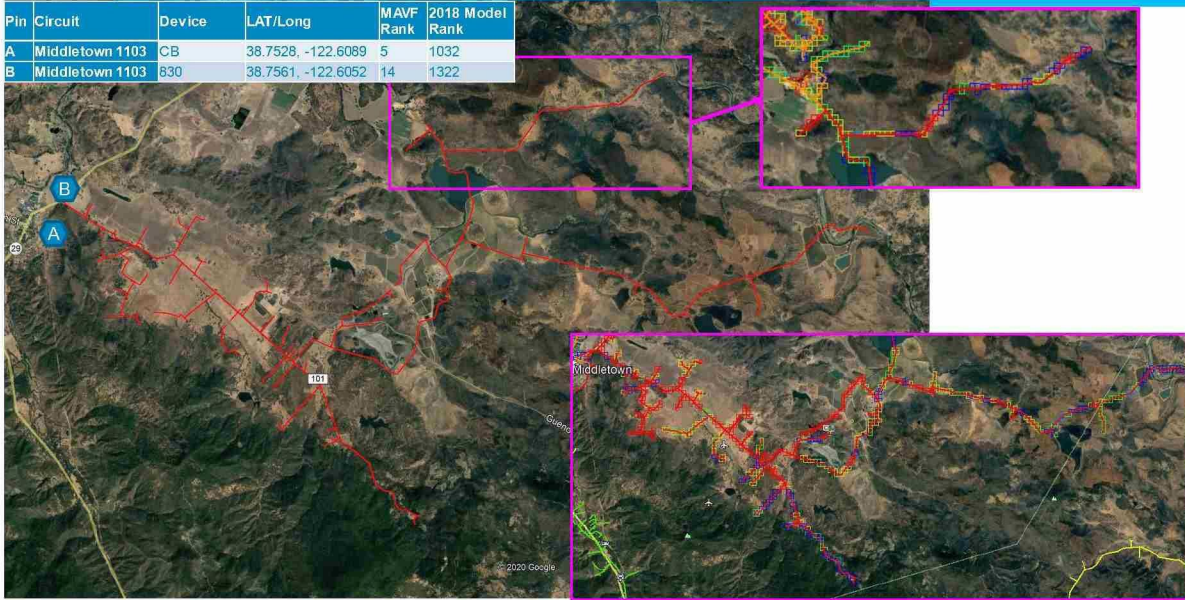 Pin Circuit Device LAT/Long MAVF Rank 2018 Model Rank
A Middletown 1103 CB 38.7528, -122.6089 5 1032
B Middletown 1103 830 38.7561, -122.6052 14 1322
B
A
29
101
Gueno
© 2020 Google
Middletown